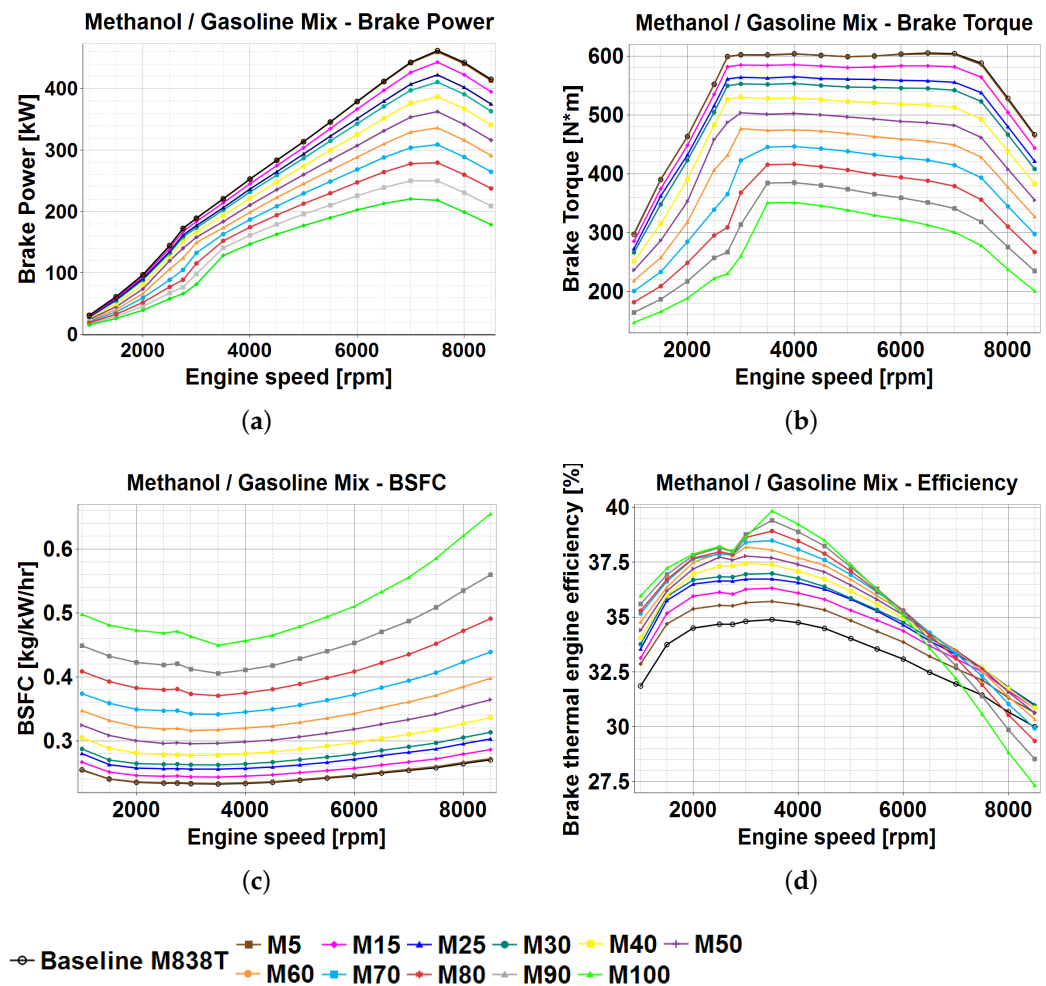 Methanol / Gasoline Mix - Brake Power
Brake Power [kW]
400
300
200
100
0
2000 4000 6000 8000
Engine speed [rpm]
(a)
Methanol / Gasoline Mix - Brake Torque
Brake Torque [N*m]
600
500
400
300
200
2000 4000 6000 8000
Engine speed [rpm]
(b)
Methanol / Gasoline Mix - BSFC
BSFC [kg/kW/hr]
0.6
0.5
0.4
0.3
2000 4000 6000 8000
Engine speed [rpm]
(c)
Methanol / Gasoline Mix - Efficiency
Brake thermal engine efficiency [%]
40
37.5
35
32.5
30
27.5
2000 4000 6000 8000
Engine speed [rpm]
(d)
Baseline M838T
M5 M15 M25 M30 M40 M50
M60 M70 M80 M90 M100